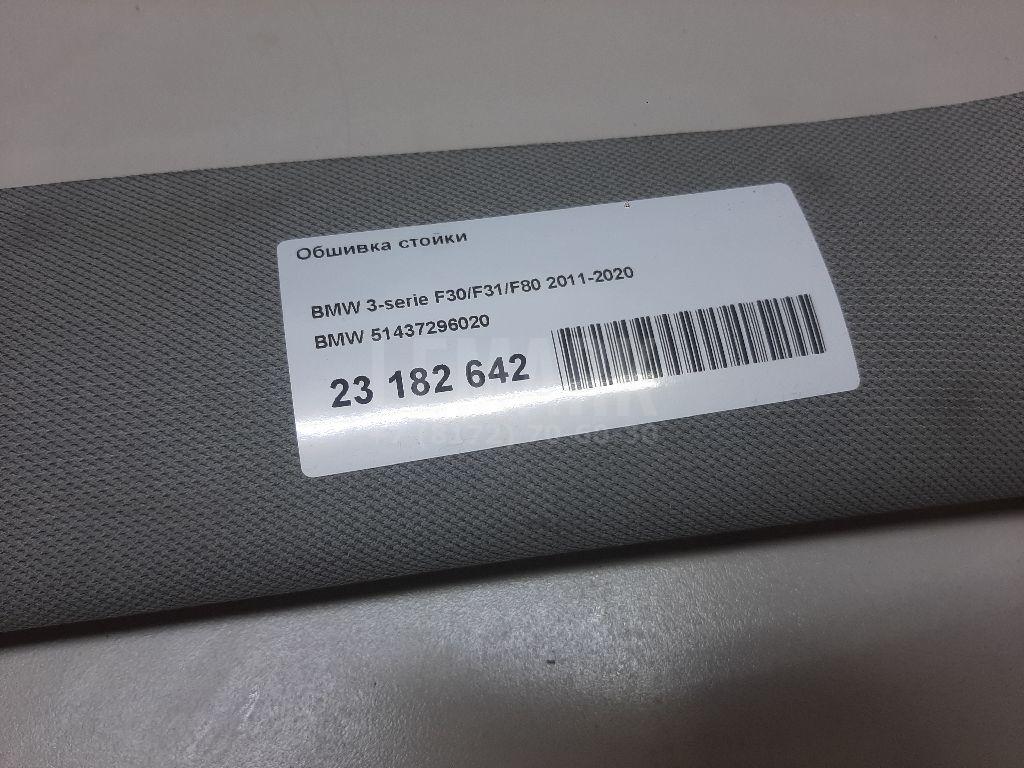 Обшивка стойки
BMW 3-serie F30/F31/F80 2011-2020
BMW 51437296020
23 182 642